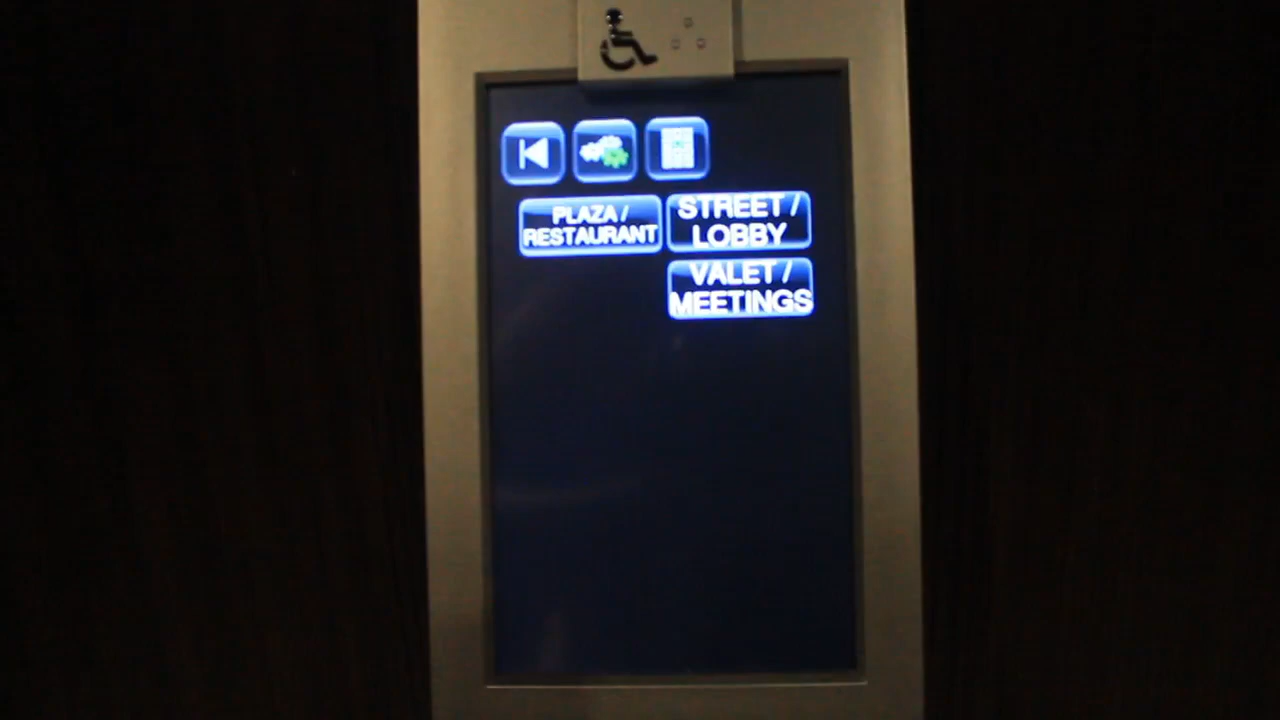 PLAZA /
RESTAURANT
STREET /
LOBBY
VALET /
MEETINGS